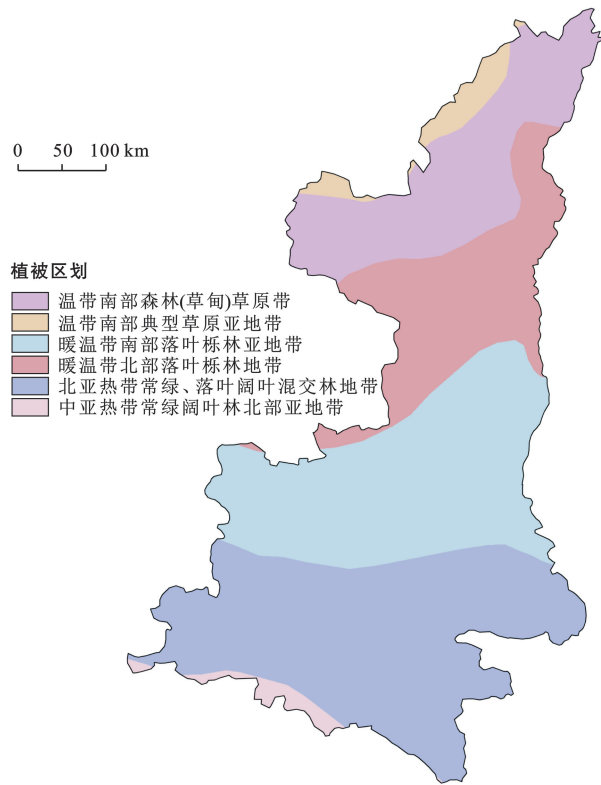 0 50 100 km
植被区划
温带南部森林(草甸)草原带
温带南部典型草原亚地带
暖温带南部落叶栎林亚地带
暖温带北部落叶栎林地带
北亚热带常绿、落叶阔叶混交林地带
中亚热带常绿阔叶林北部亚地带